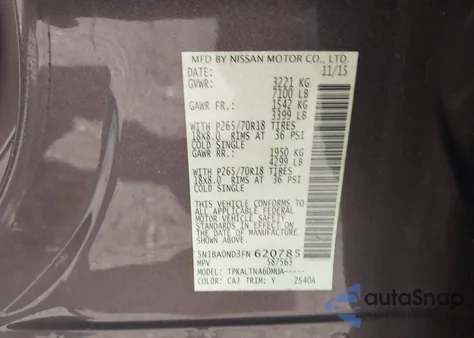 MFD BY NISSAN MOTOR CO., LTD.
DATE: 11/15
GVWR: 3221 KG
7100 LB
GAWR FR.: 1542 KG
3399 LB
WITH P265/70R18 TIRES
18X8.0 RIMS AT 36 PSI
COLD SINGLE
GAWR RR.: 1950 KG
4299 LB
WITH P265/70R18 TIRES
18X8.0 RIMS AT 36 PSI
COLD SINGLE
THIS VEHICLE CONFORMS TO
ALL APPLICABLE FEDERAL
MOTOR VEHICLE SAFETY
STANDARDS IN EFFECT ON
THE DATE OF MANUFACTURE
SHOWN ABOVE.
5N1BA0ND3FN 620785
MPV 587563
MODEL: TPKALTNA60MUA-----
COLOR: CAJ TRIM: Y 2S40A
autoSnap